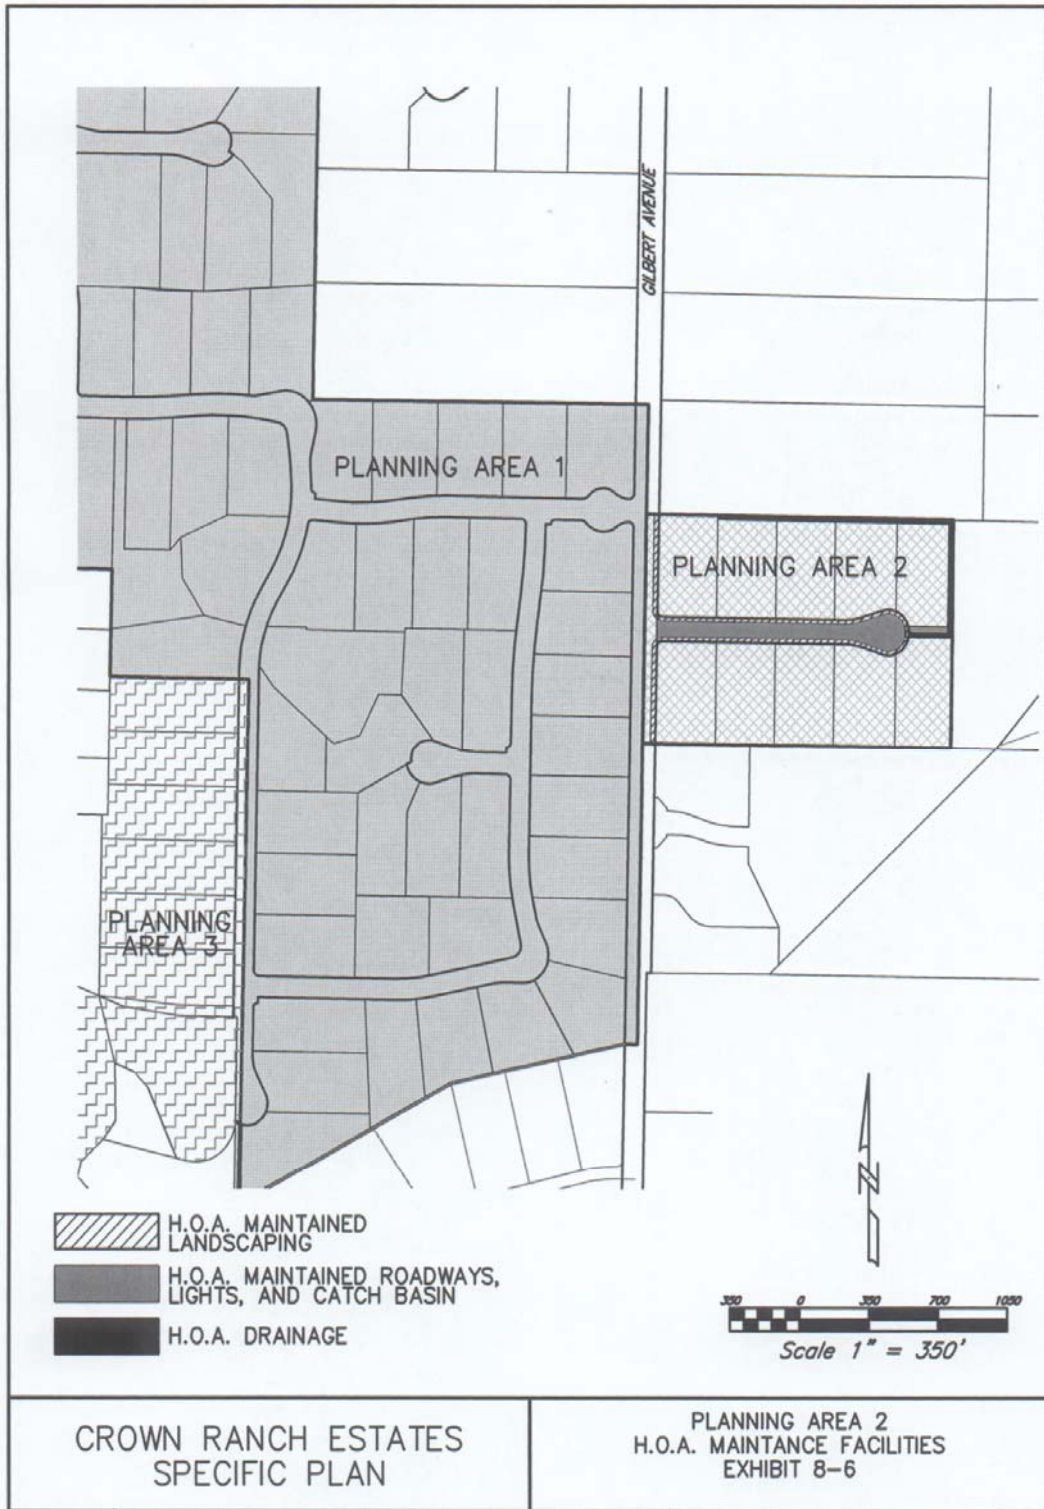 GILBERT AVENUE
PLANNING AREA 1
PLANNING AREA 2
PLANNING
AREA 3
H.O.A. MAINTAINED
LANDSCAPING
H.O.A. MAINTAINED ROADWAYS,
LIGHTS, AND CATCH BASIN
H.O.A. DRAINAGE
N
350 0 350 700 1050
Scale 1" = 350'
CROWN RANCH ESTATES
SPECIFIC PLAN
PLANNING AREA 2
H.O.A. MAINTANCE FACILITIES
EXHIBIT 8-6